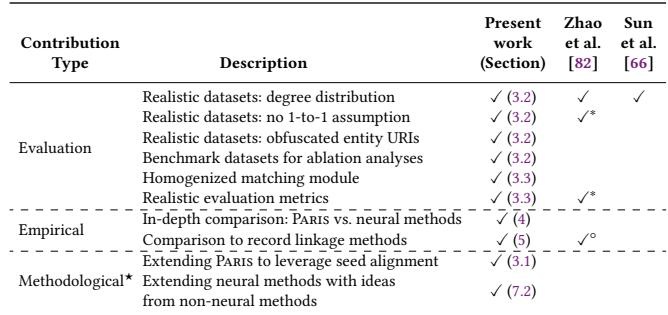 Contribution Type Description Present work (Section) Zhao et al. [82] Sun et al. [66]
Evaluation
Realistic datasets: degree distribution ✓ (3.2) ✓ ✓
Realistic datasets: no 1-to-1 assumption ✓ (3.2) ✓*
Realistic datasets: obfuscated entity URIs ✓ (3.2)
Benchmark datasets for ablation analyses ✓ (3.2)
Homogenized matching module ✓ (3.3)
Realistic evaluation metrics ✓ (3.3) ✓*
Empirical
In-depth comparison: PARIS vs. neural methods ✓ (4)
Comparison to record linkage methods ✓ (5) ✓°
Methodological★
Extending PARIS to leverage seed alignment ✓ (3.1)
Extending neural methods with ideas
from non-neural methods ✓ (7.2)